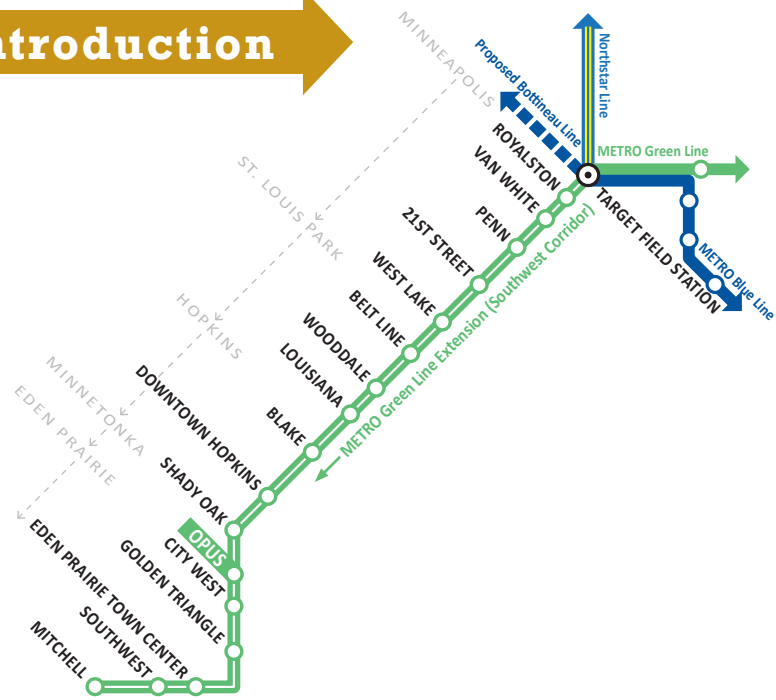 ntroduction
MINNEAPOLIS
ST. LOUIS PARK
HOPKINS
MINNETONKA
EDEN PRAIRIE
Northstar Line
Proposed Bottineau Line
METRO Green Line
METRO Blue Line
TARGET FIELD STATION
ROYALSTON
VAN WHITE
PENN
21ST STREET
WEST LAKE
BELT LINE
WOODDALE
LOUISIANA
BLAKE
METRO Green Line Extension (Southwest Corridor)
DOWNTOWN HOPKINS
SHADY OAK
OPUS
CITY WEST
GOLDEN TRIANGLE
EDEN PRAIRIE TOWN CENTER
SOUTHWEST
MITCHELL